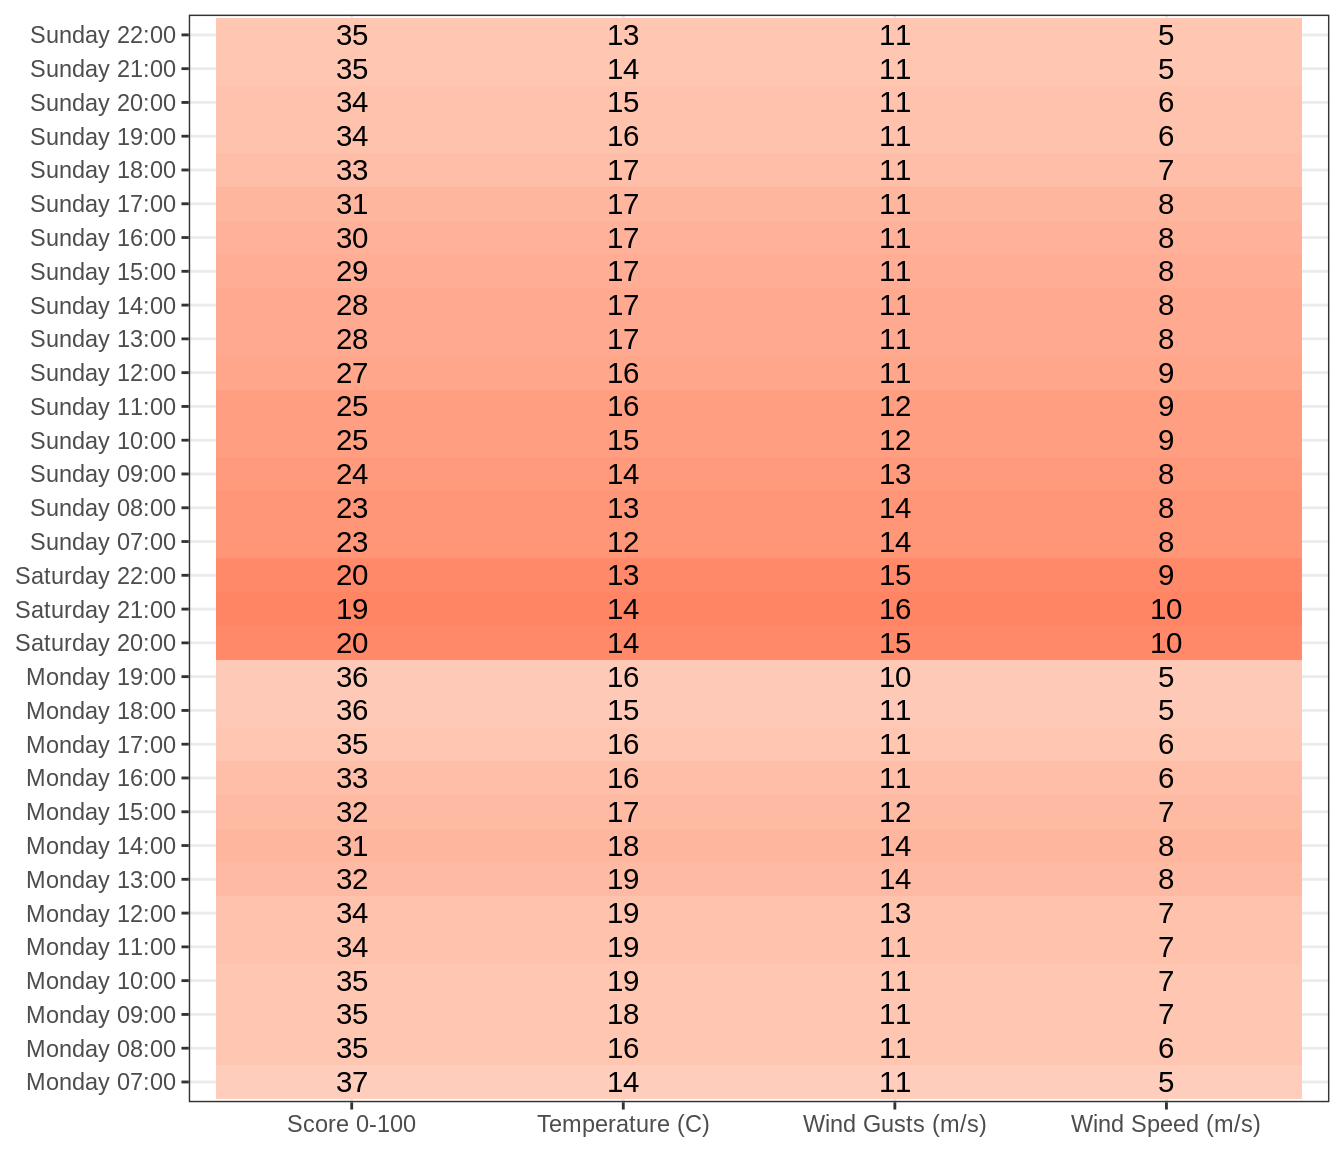 Sunday 22:00 35 13 11 5
Sunday 21:00 35 14 11 5
Sunday 20:00 34 15 11 6
Sunday 19:00 34 16 11 6
Sunday 18:00 33 17 11 7
Sunday 17:00 31 17 11 8
Sunday 16:00 30 17 11 8
Sunday 15:00 29 17 11 8
Sunday 14:00 28 17 11 8
Sunday 13:00 28 17 11 8
Sunday 12:00 27 16 11 9
Sunday 11:00 25 16 12 9
Sunday 10:00 25 15 12 9
Sunday 09:00 24 14 13 8
Sunday 08:00 23 13 14 8
Sunday 07:00 23 12 14 8
Saturday 22:00 20 13 15 9
Saturday 21:00 19 14 16 10
Saturday 20:00 20 14 15 10
Monday 19:00 36 16 10 5
Monday 18:00 36 15 11 5
Monday 17:00 35 16 11 6
Monday 16:00 33 16 11 6
Monday 15:00 32 17 12 7
Monday 14:00 31 18 14 8
Monday 13:00 32 19 14 8
Monday 12:00 34 19 13 7
Monday 11:00 34 19 11 7
Monday 10:00 35 19 11 7
Monday 09:00 35 18 11 7
Monday 08:00 35 16 11 6
Monday 07:00 37 14 11 5
Score 0-100 Temperature (C) Wind Gusts (m/s) Wind Speed (m/s)